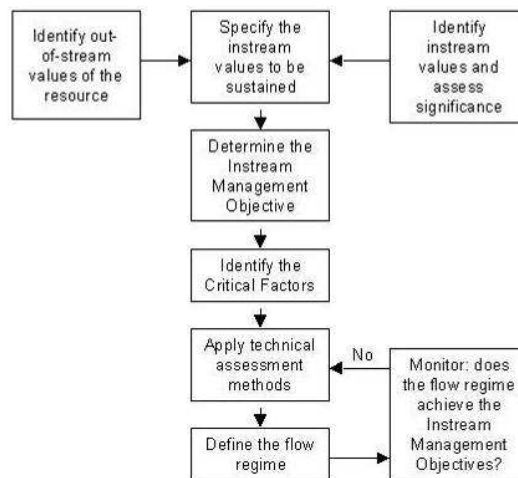 Identify out-
of-stream
values of the
resource
Specify the
instream
values to be
sustained
Identify
instream
values and
assess
significance
Determine the
Instream
Management
Objective
Identify the
Critical Factors
Apply technical
assessment
methods
No
Monitor: does
the flow regime
achieve the
Instream
Management
Objectives?
Define the flow
regime